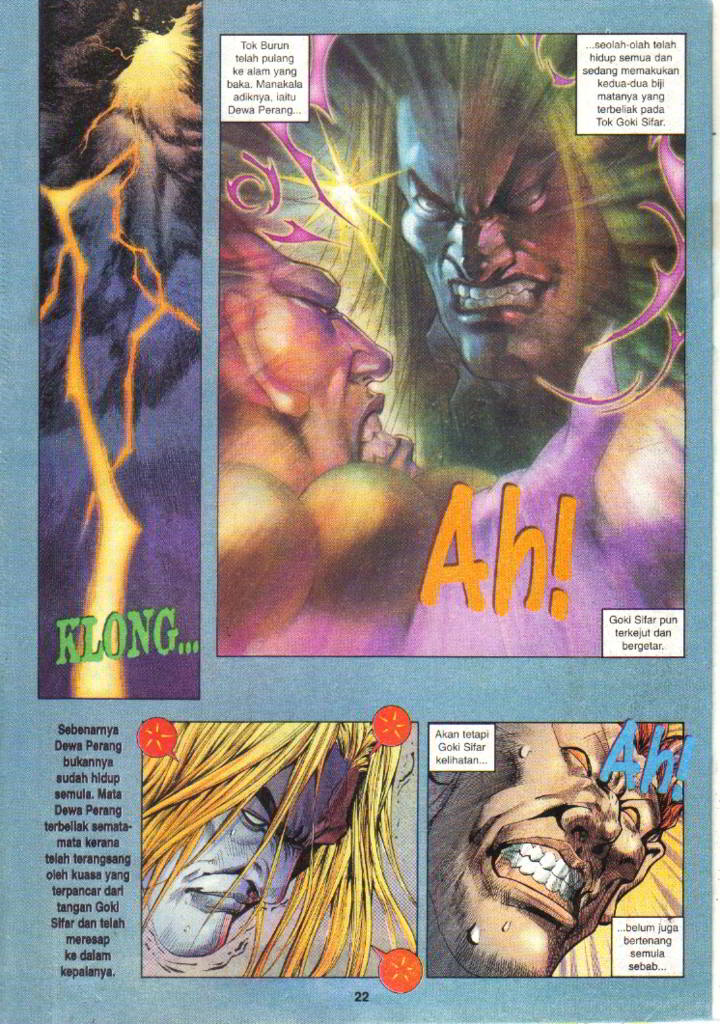 Tok Burun
telah pulang
ke alam yang
baka. Manakala
adiknya, iaitu
Dewa Perang...
...seolah-olah telah
hidup semua dan
sedang memakukan
kedua-dua biji
matanya yang
terbeliak pada
Tok Goki Sifar.
Ah!
KLONG...
Goki Sifar pun
terkejut dan
bergetar.
Sebenarnya
Dewa Perang
bukannya
sudah hidup
semula. Mata
Dewa Perang
terbeliak semata-
mata kerana
telah terangsang
oleh kuasa yang
terpancar dari
tangan Goki
Sifar dan telah
meresap
ke dalam
kepalanya.
Akan tetapi
Goki Sifar
kelihatan...
Ah!
...belum juga
bertenang
semula
sebab...
22